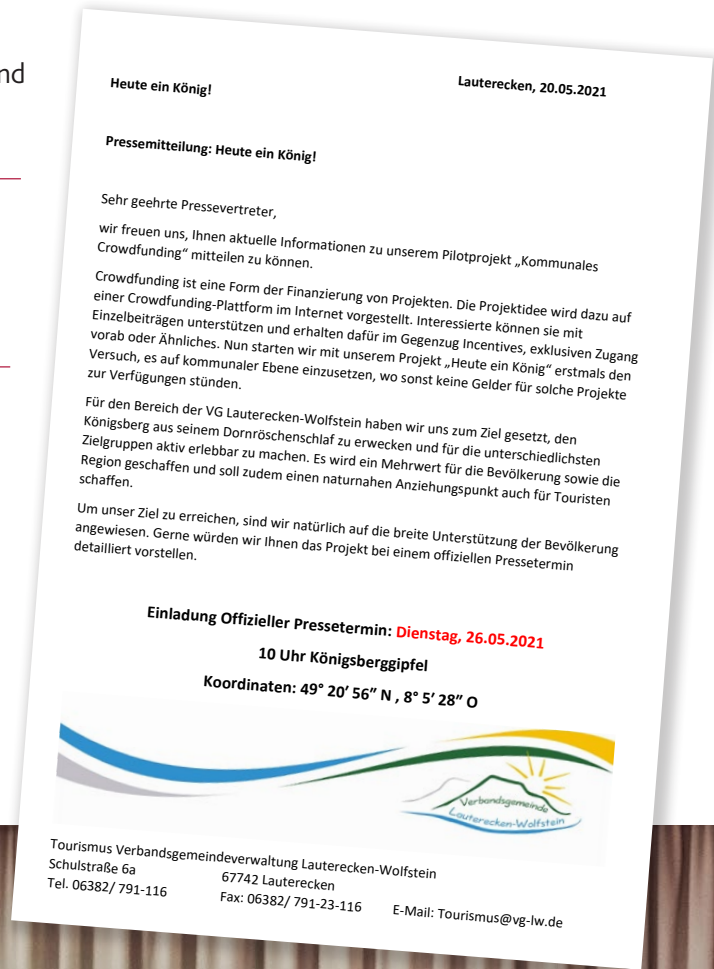 nd
Heute ein König!
Lauterecken, 20.05.2021
Pressemitteilung: Heute ein König!
Sehr geehrte Pressevertreter,
wir freuen uns, Ihnen aktuelle Informationen zu unserem Pilotprojekt „Kommunales
Crowdfunding“ mitteilen zu können.
Crowdfunding ist eine Form der Finanzierung von Projekten. Die Projektidee wird dazu auf
einer Crowdfunding-Plattform im Internet vorgestellt. Interessierte können sie mit
Einzelbeiträgen unterstützen und erhalten dafür im Gegenzug Incentives, exklusiven Zugang
vorab oder Ähnliches. Nun starten wir mit unserem Projekt „Heute ein König“ erstmals den
Versuch, es auf kommunaler Ebene einzusetzen, wo sonst keine Gelder für solche Projekte
zur Verfügungen stünden.
Für den Bereich der VG Lauterecken-Wolfstein haben wir uns zum Ziel gesetzt, den
Königsberg aus seinem Dornröschenschlaf zu erwecken und für die unterschiedlichsten
Zielgruppen aktiv erlebbar zu machen. Es wird ein Mehrwert für die Bevölkerung sowie die
Region geschaffen und soll zudem einen naturnahen Anziehungspunkt auch für Touristen
schaffen.
Um unser Ziel zu erreichen, sind wir natürlich auf die breite Unterstützung der Bevölkerung
angewiesen. Gerne würden wir Ihnen das Projekt bei einem offiziellen Pressetermin
detailliert vorstellen.
Einladung Offizieller Pressetermin: Dienstag, 26.05.2021
10 Uhr Königsberggipfel
Koordinaten: 49° 20′ 56″ N , 8° 5′ 28″ O
Verbandsgemeinde
Lauterecken-Wolfstein
Tourismus Verbandsgemeindeverwaltung Lauterecken-Wolfstein
Schulstraße 6a 67742 Lauterecken
Tel. 06382/ 791-116 Fax: 06382/ 791-23-116 E-Mail: Tourismus@vg-lw.de